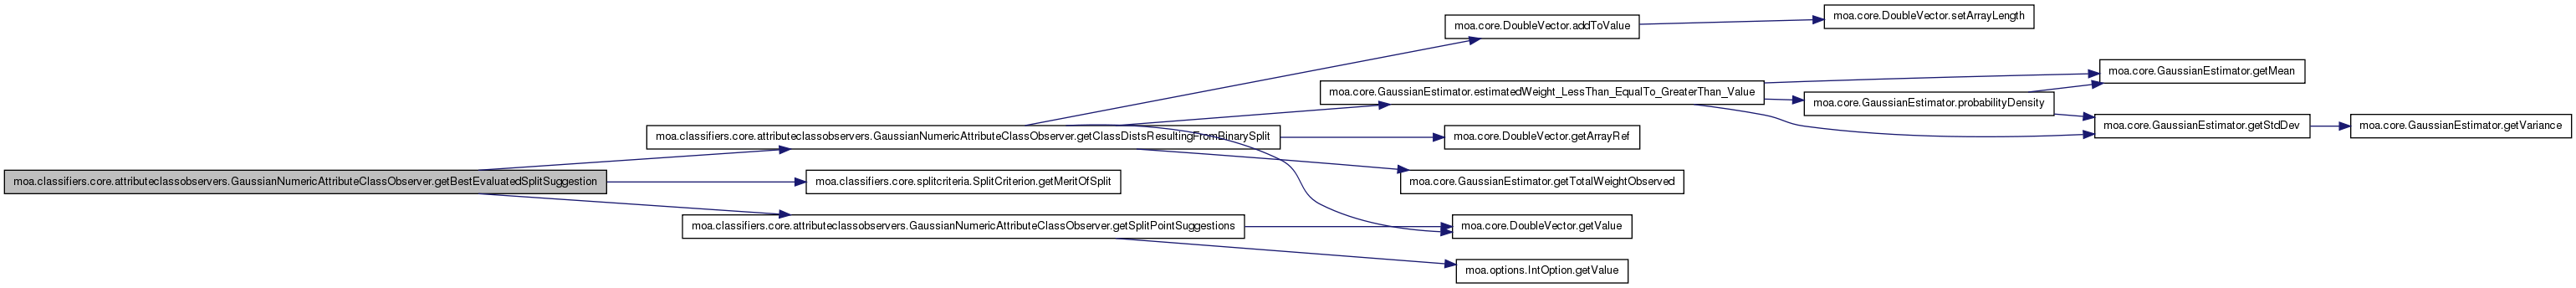 moa.classifiers.core.attributeclassobservers.GaussianNumericAttributeClassObserver.getBestEvaluatedSplitSuggestion
moa.classifiers.core.attributeclassobservers.GaussianNumericAttributeClassObserver.getClassDistsResultingFromBinarySplit
moa.classifiers.core.splitcriteria.SplitCriterion.getMeritOfSplit
moa.classifiers.core.attributeclassobservers.GaussianNumericAttributeClassObserver.getSplitPointSuggestions
moa.core.DoubleVector.addToValue
moa.core.GaussianEstimator.estimatedWeight_LessThan_EqualTo_GreaterThan_Value
moa.core.DoubleVector.getArrayRef
moa.core.GaussianEstimator.getTotalWeightObserved
moa.core.DoubleVector.getValue
moa.options.IntOption.getValue
moa.core.DoubleVector.setArrayLength
moa.core.GaussianEstimator.probabilityDensity
moa.core.GaussianEstimator.getMean
moa.core.GaussianEstimator.getStdDev
moa.core.GaussianEstimator.getVariance